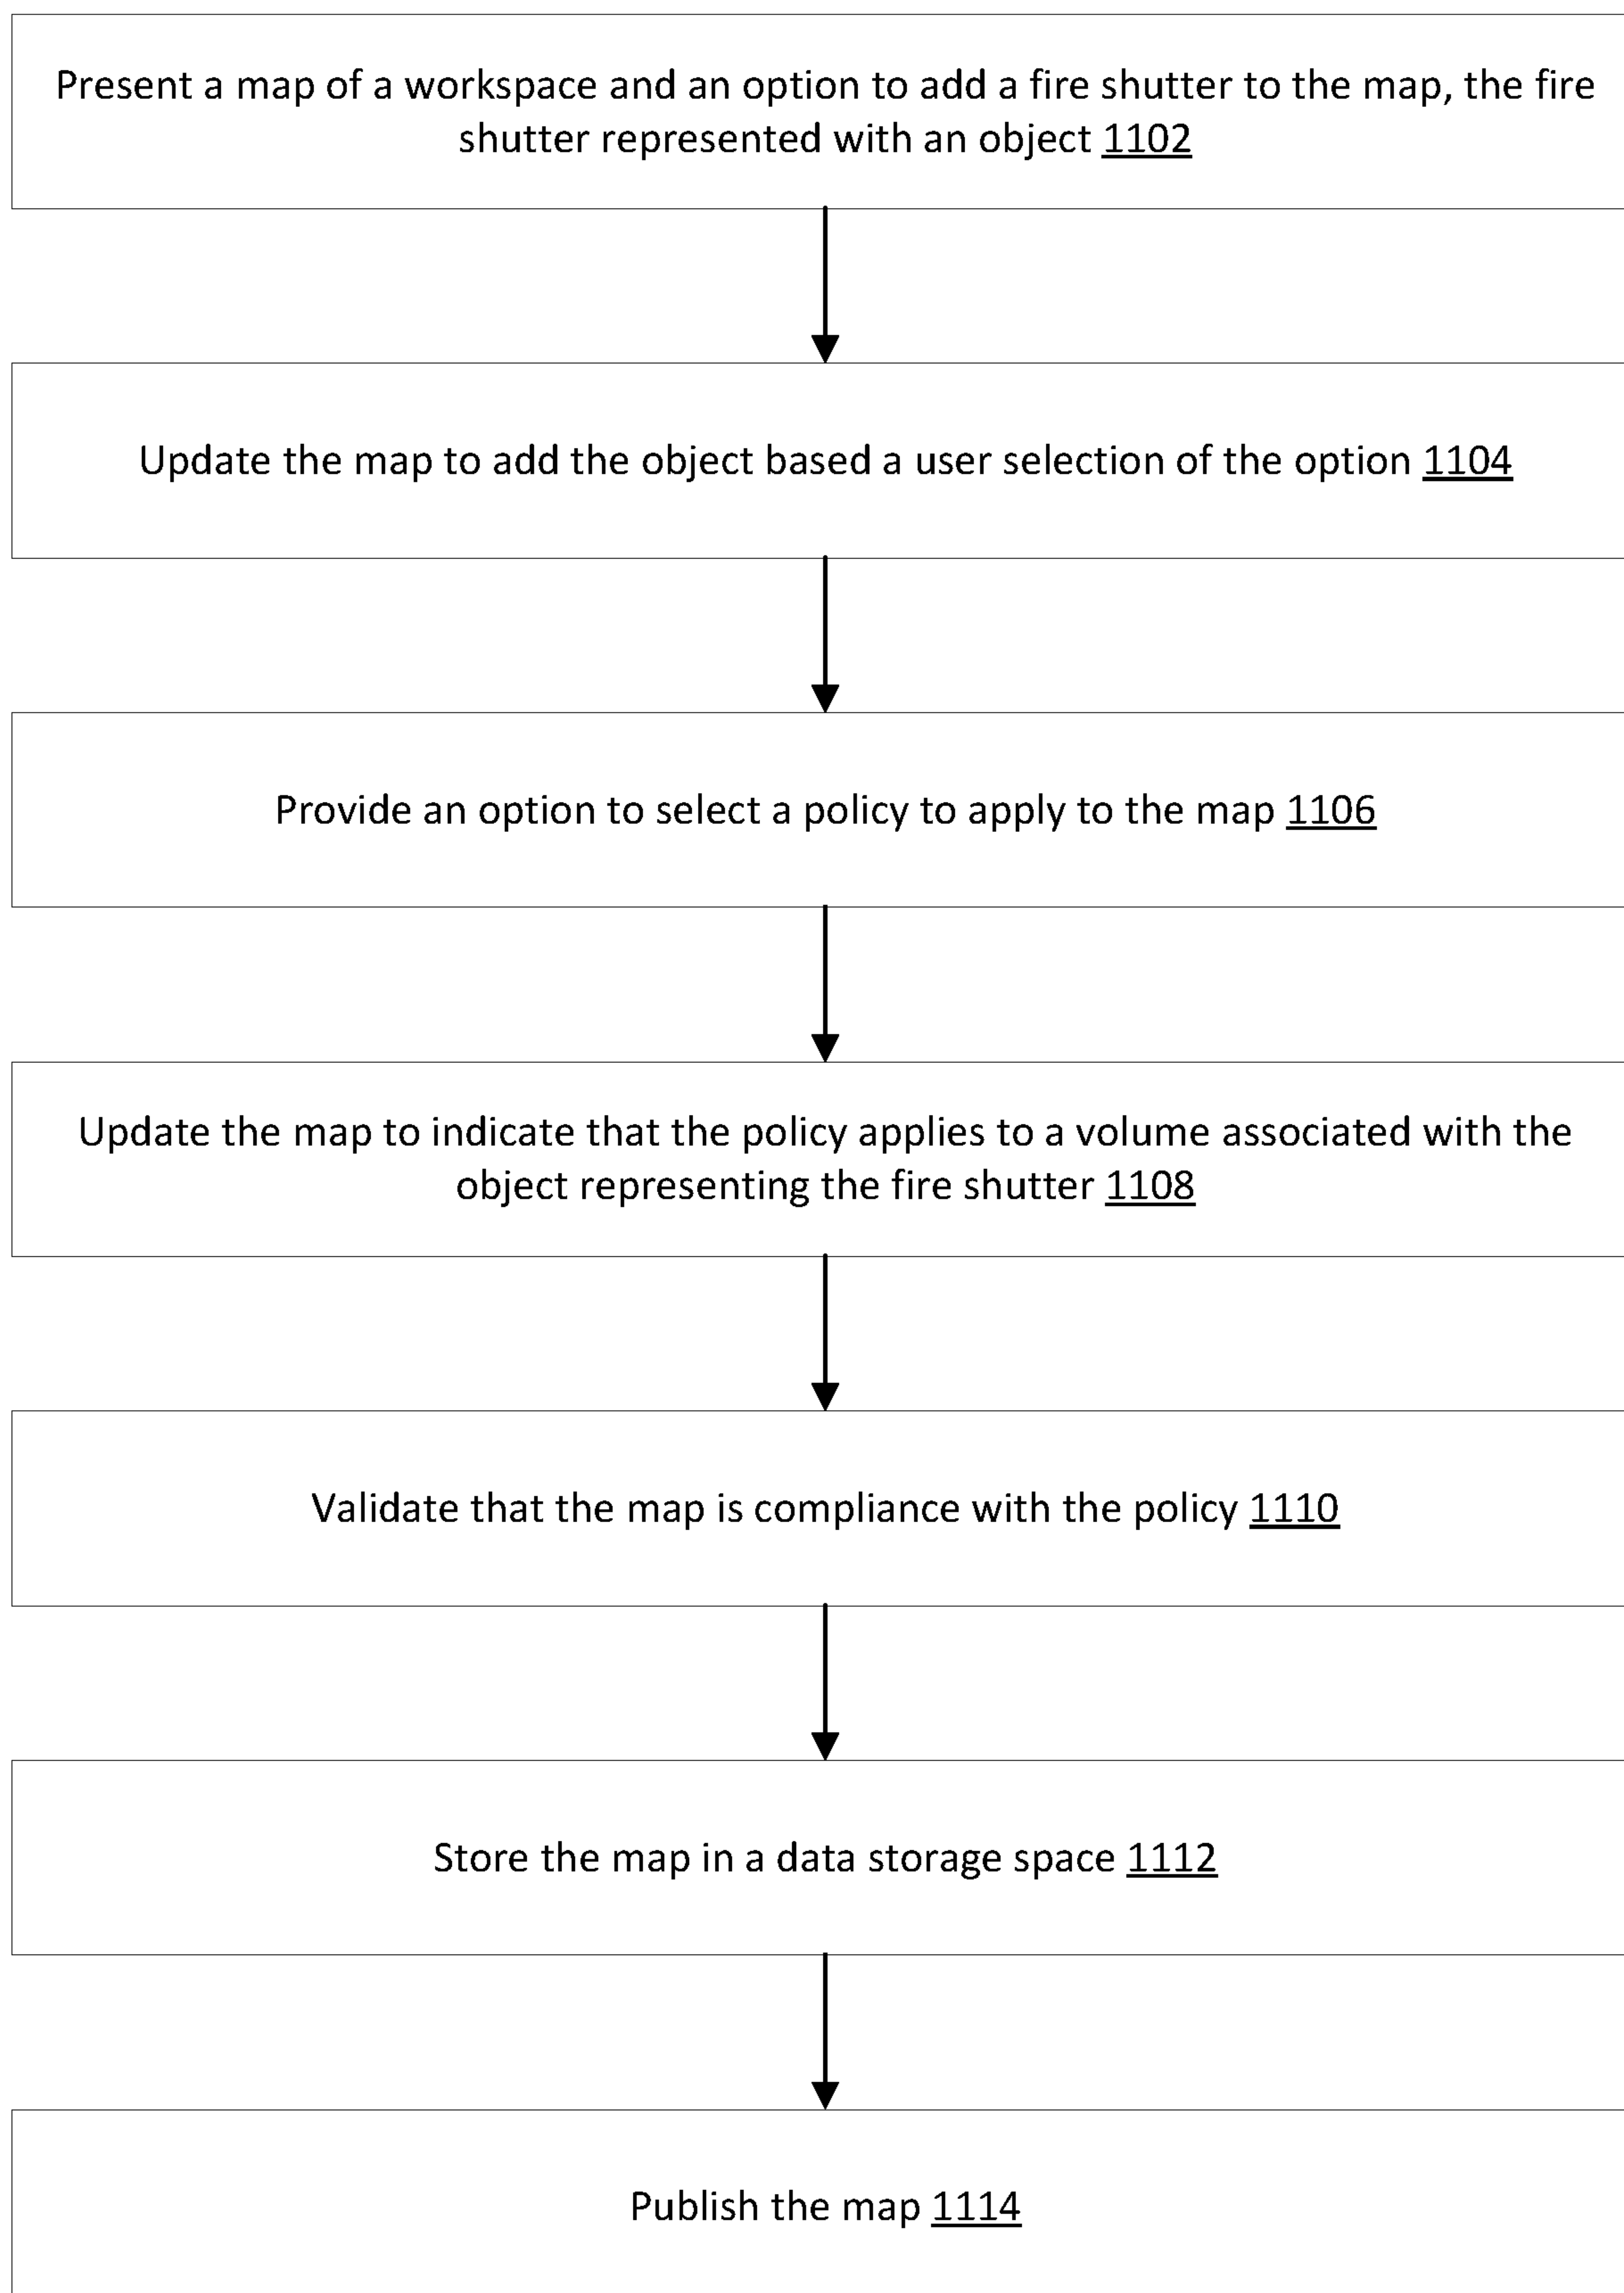 Present a map of a workspace and an option to add a fire shutter to the map, the fire
shutter represented with an object 1102
Update the map to add the object based a user selection of the option 1104
Provide an option to select a policy to apply to the map 1106
Update the map to indicate that the policy applies to a volume associated with the
object representing the fire shutter 1108
Validate that the map is compliance with the policy 1110
Store the map in a data storage space 1112
Publish the map 1114